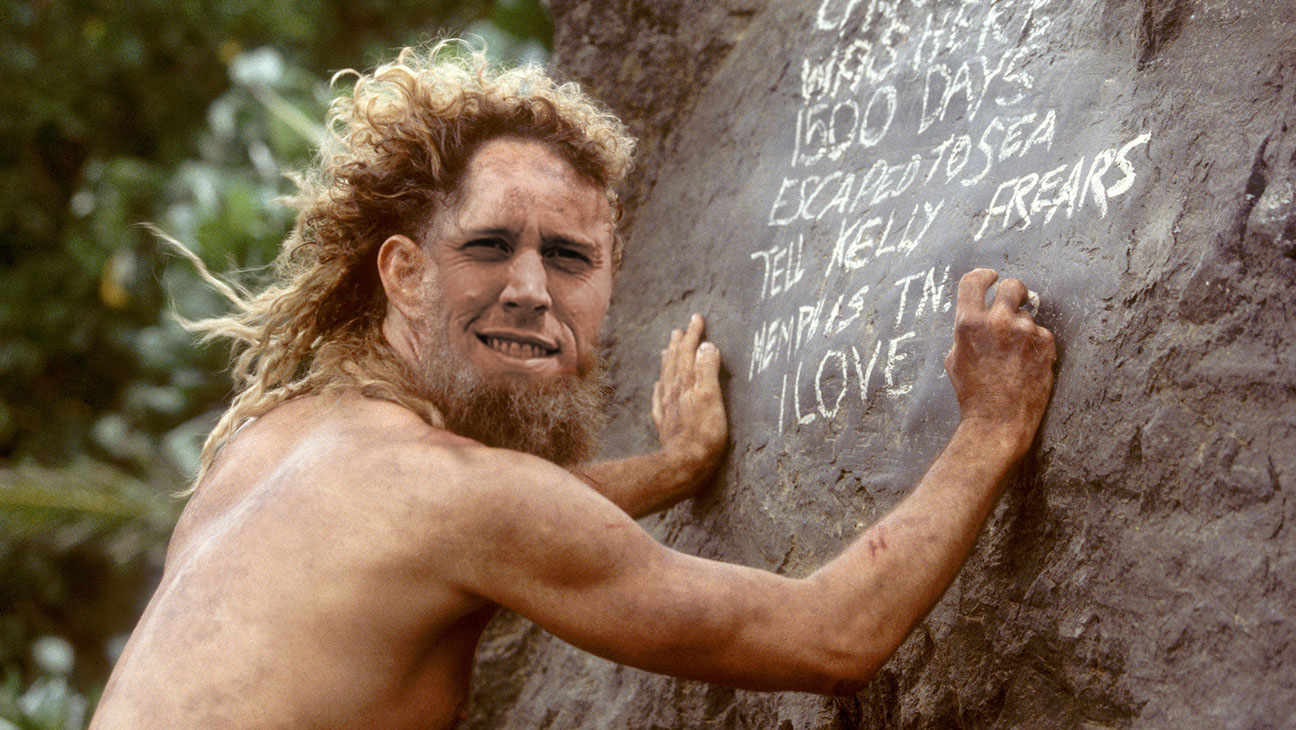 WAS HERE
1500 DAYS
ESCAPED TO SEA
TELL KELLY FREARS
MEMPHIS TN.
I LOVE